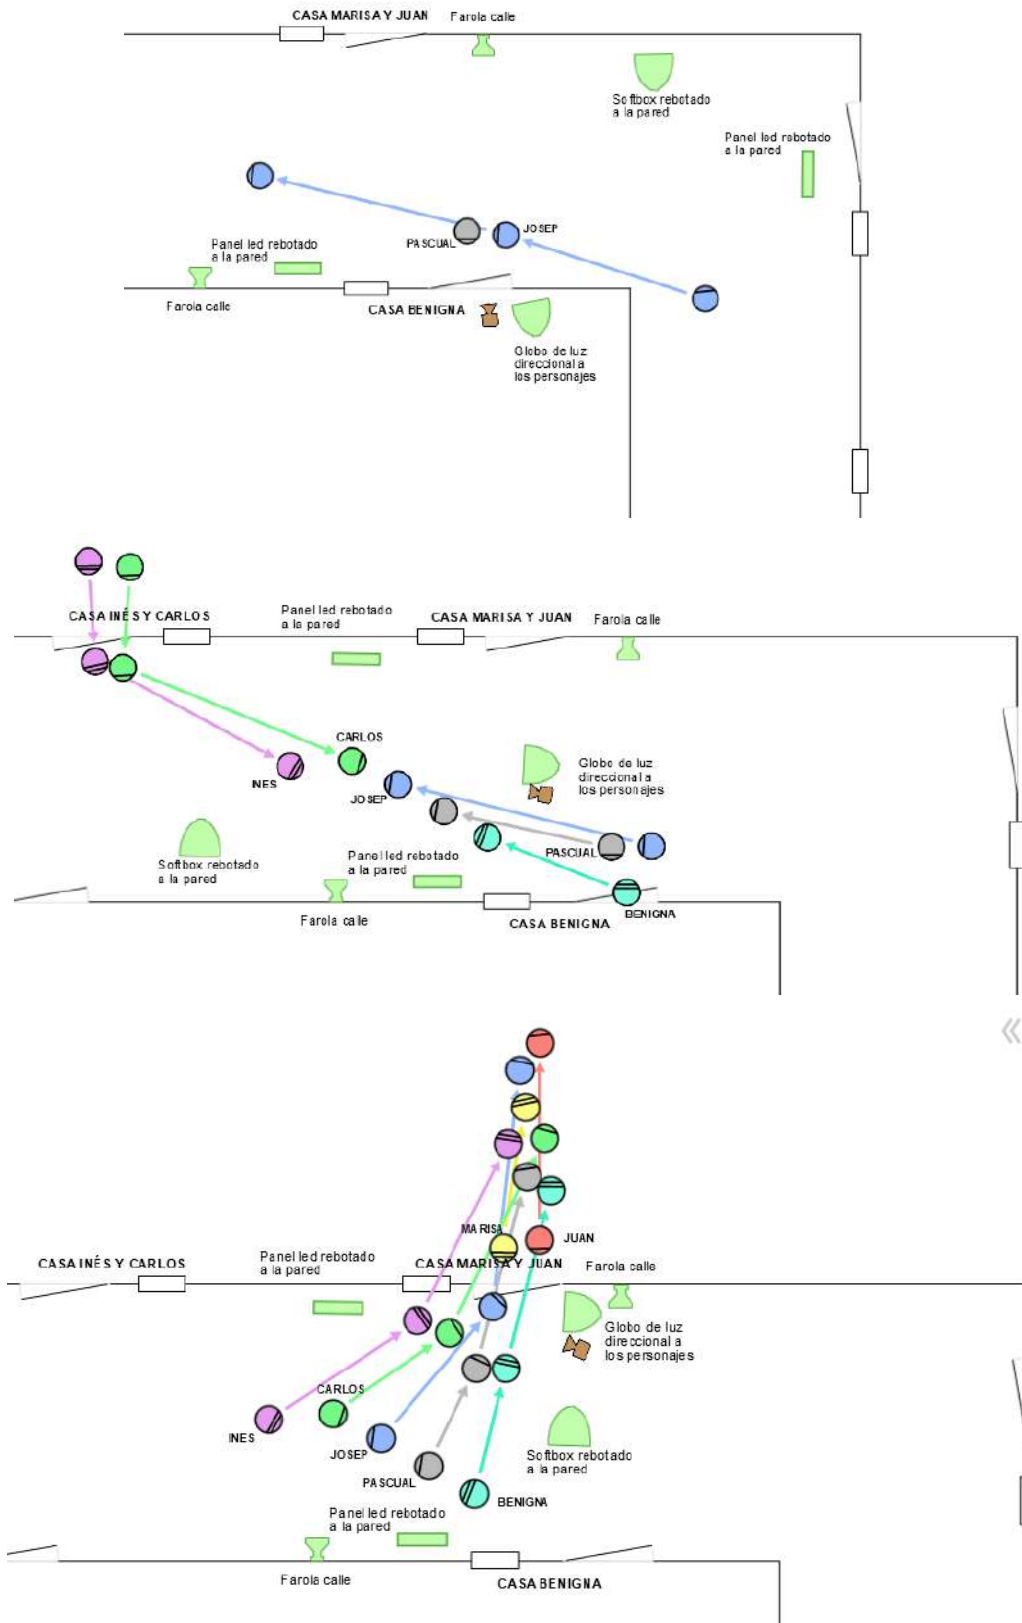 CASA MARISA Y JUAN
Farola calle
Softbox rebotado
a la pared
Panel led rebotado
a la pared
JOSEP
PASCUAL
Panel led rebotado
a la pared
Farola calle
CASA BENIGNA
Globo de luz
direccional a
los personajes
CASA INÉS Y CARLOS
Panel led rebotado
a la pared
CASA MARISA Y JUAN
Farola calle
CARLOS
INES
JOSEP
Globo de luz
direccional a
los personajes
PASCUAL
Softbox rebotado
a la pared
Panel led rebotado
a la pared
BENIGNA
Farola calle
CASA BENIGNA
«
MARISA
JUAN
CASA INÉS Y CARLOS
Panel led rebotado
a la pared
CASA MARISA Y JUAN
Farola calle
Globo de luz
direccional a
los personajes
CARLOS
INES
JOSEP
Softbox rebotado
a la pared
PASCUAL
BENIGNA
Panel led rebotado
a la pared
Farola calle
CASA BENIGNA